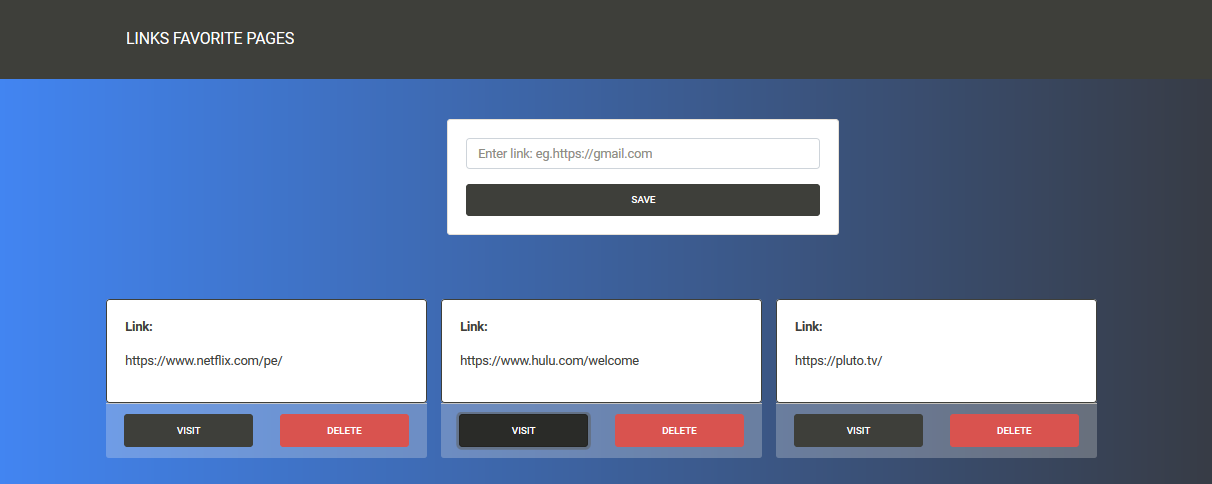 LINKS FAVORITE PAGES
Enter link: eg.https://gmail.com
SAVE
Link:
https://www.netflix.com/pe/
VISIT
DELETE
Link:
https://www.hulu.com/welcome
VISIT
DELETE
Link:
https://pluto.tv/
VISIT
DELETE